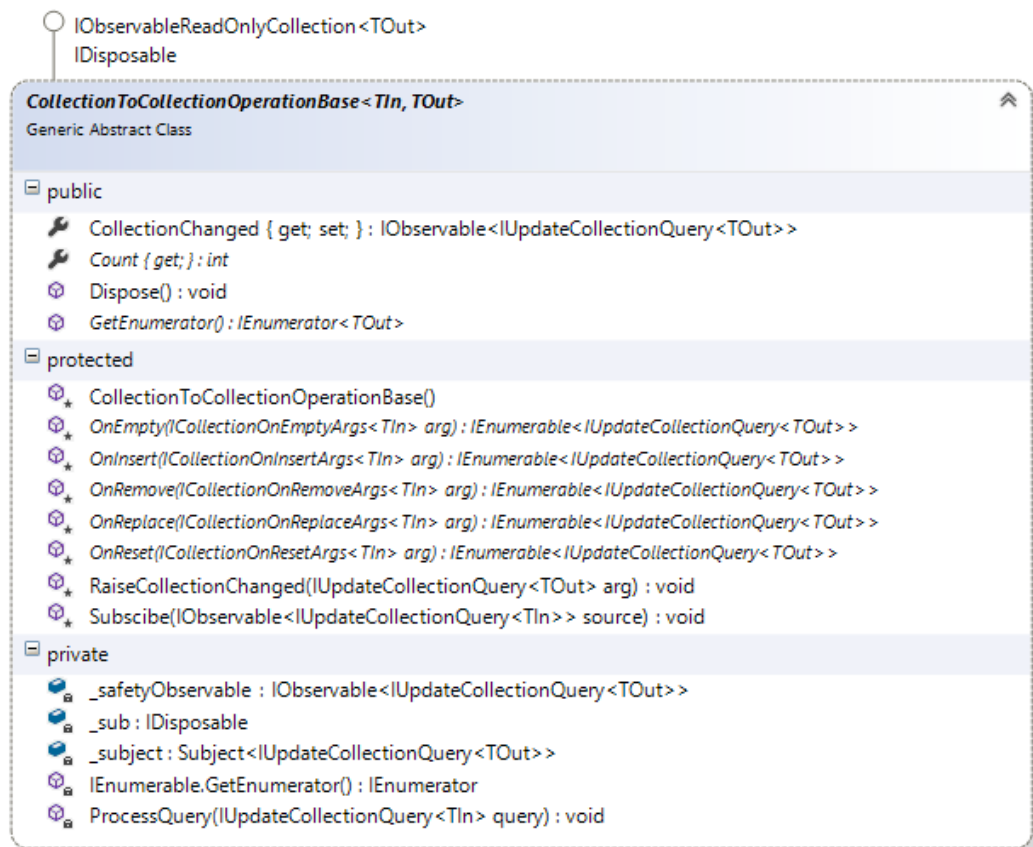 IObservableReadOnlyCollection<TOut>
IDisposable
CollectionToCollectionOperationBase<TIn, TOut>
Generic Abstract Class
public
CollectionChanged { get; set; } : IObservable<IUpdateCollectionQuery<TOut>>
Count { get; } : int
Dispose() : void
GetEnumerator() : IEnumerator<TOut>
protected
CollectionToCollectionOperationBase()
OnEmpty(ICollectionOnEmptyArgs<TIn> arg) : IEnumerable<IUpdateCollectionQuery<TOut>>
OnInsert(ICollectionOnInsertArgs<TIn> arg) : IEnumerable<IUpdateCollectionQuery<TOut>>
OnRemove(ICollectionOnRemoveArgs<TIn> arg) : IEnumerable<IUpdateCollectionQuery<TOut>>
OnReplace(ICollectionOnReplaceArgs<TIn> arg) : IEnumerable<IUpdateCollectionQuery<TOut>>
OnReset(ICollectionOnResetArgs<TIn> arg) : IEnumerable<IUpdateCollectionQuery<TOut>>
RaiseCollectionChanged(IUpdateCollectionQuery<TOut> arg) : void
Subscibe(IObservable<IUpdateCollectionQuery<TIn>> source) : void
private
_safetyObservable : IObservable<IUpdateCollectionQuery<TOut>>
_sub : IDisposable
_subject : Subject<IUpdateCollectionQuery<TOut>>
IEnumerable.GetEnumerator() : IEnumerator
ProcessQuery(IUpdateCollectionQuery<TIn> query) : void